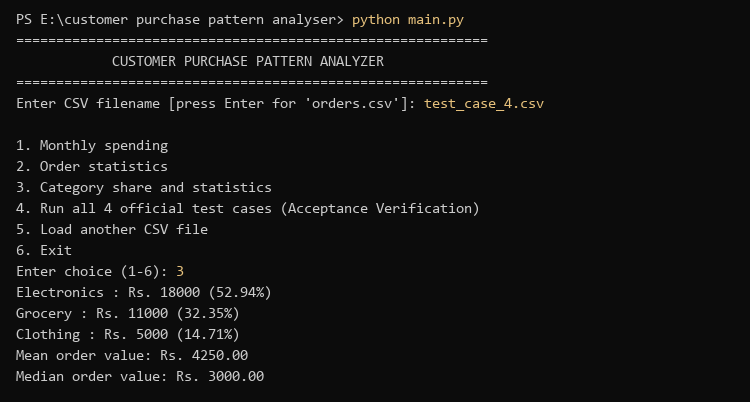 PS E:\customer purchase pattern analyser> python main.py
===========================================================
CUSTOMER PURCHASE PATTERN ANALYZER
===========================================================
Enter CSV filename [press Enter for 'orders.csv']: test_case_4.csv
1. Monthly spending
2. Order statistics
3. Category share and statistics
4. Run all 4 official test cases (Acceptance Verification)
5. Load another CSV file
6. Exit
Enter choice (1-6): 3
Electronics : Rs. 18000 (52.94%)
Grocery : Rs. 11000 (32.35%)
Clothing : Rs. 5000 (14.71%)
Mean order value: Rs. 4250.00
Median order value: Rs. 3000.00